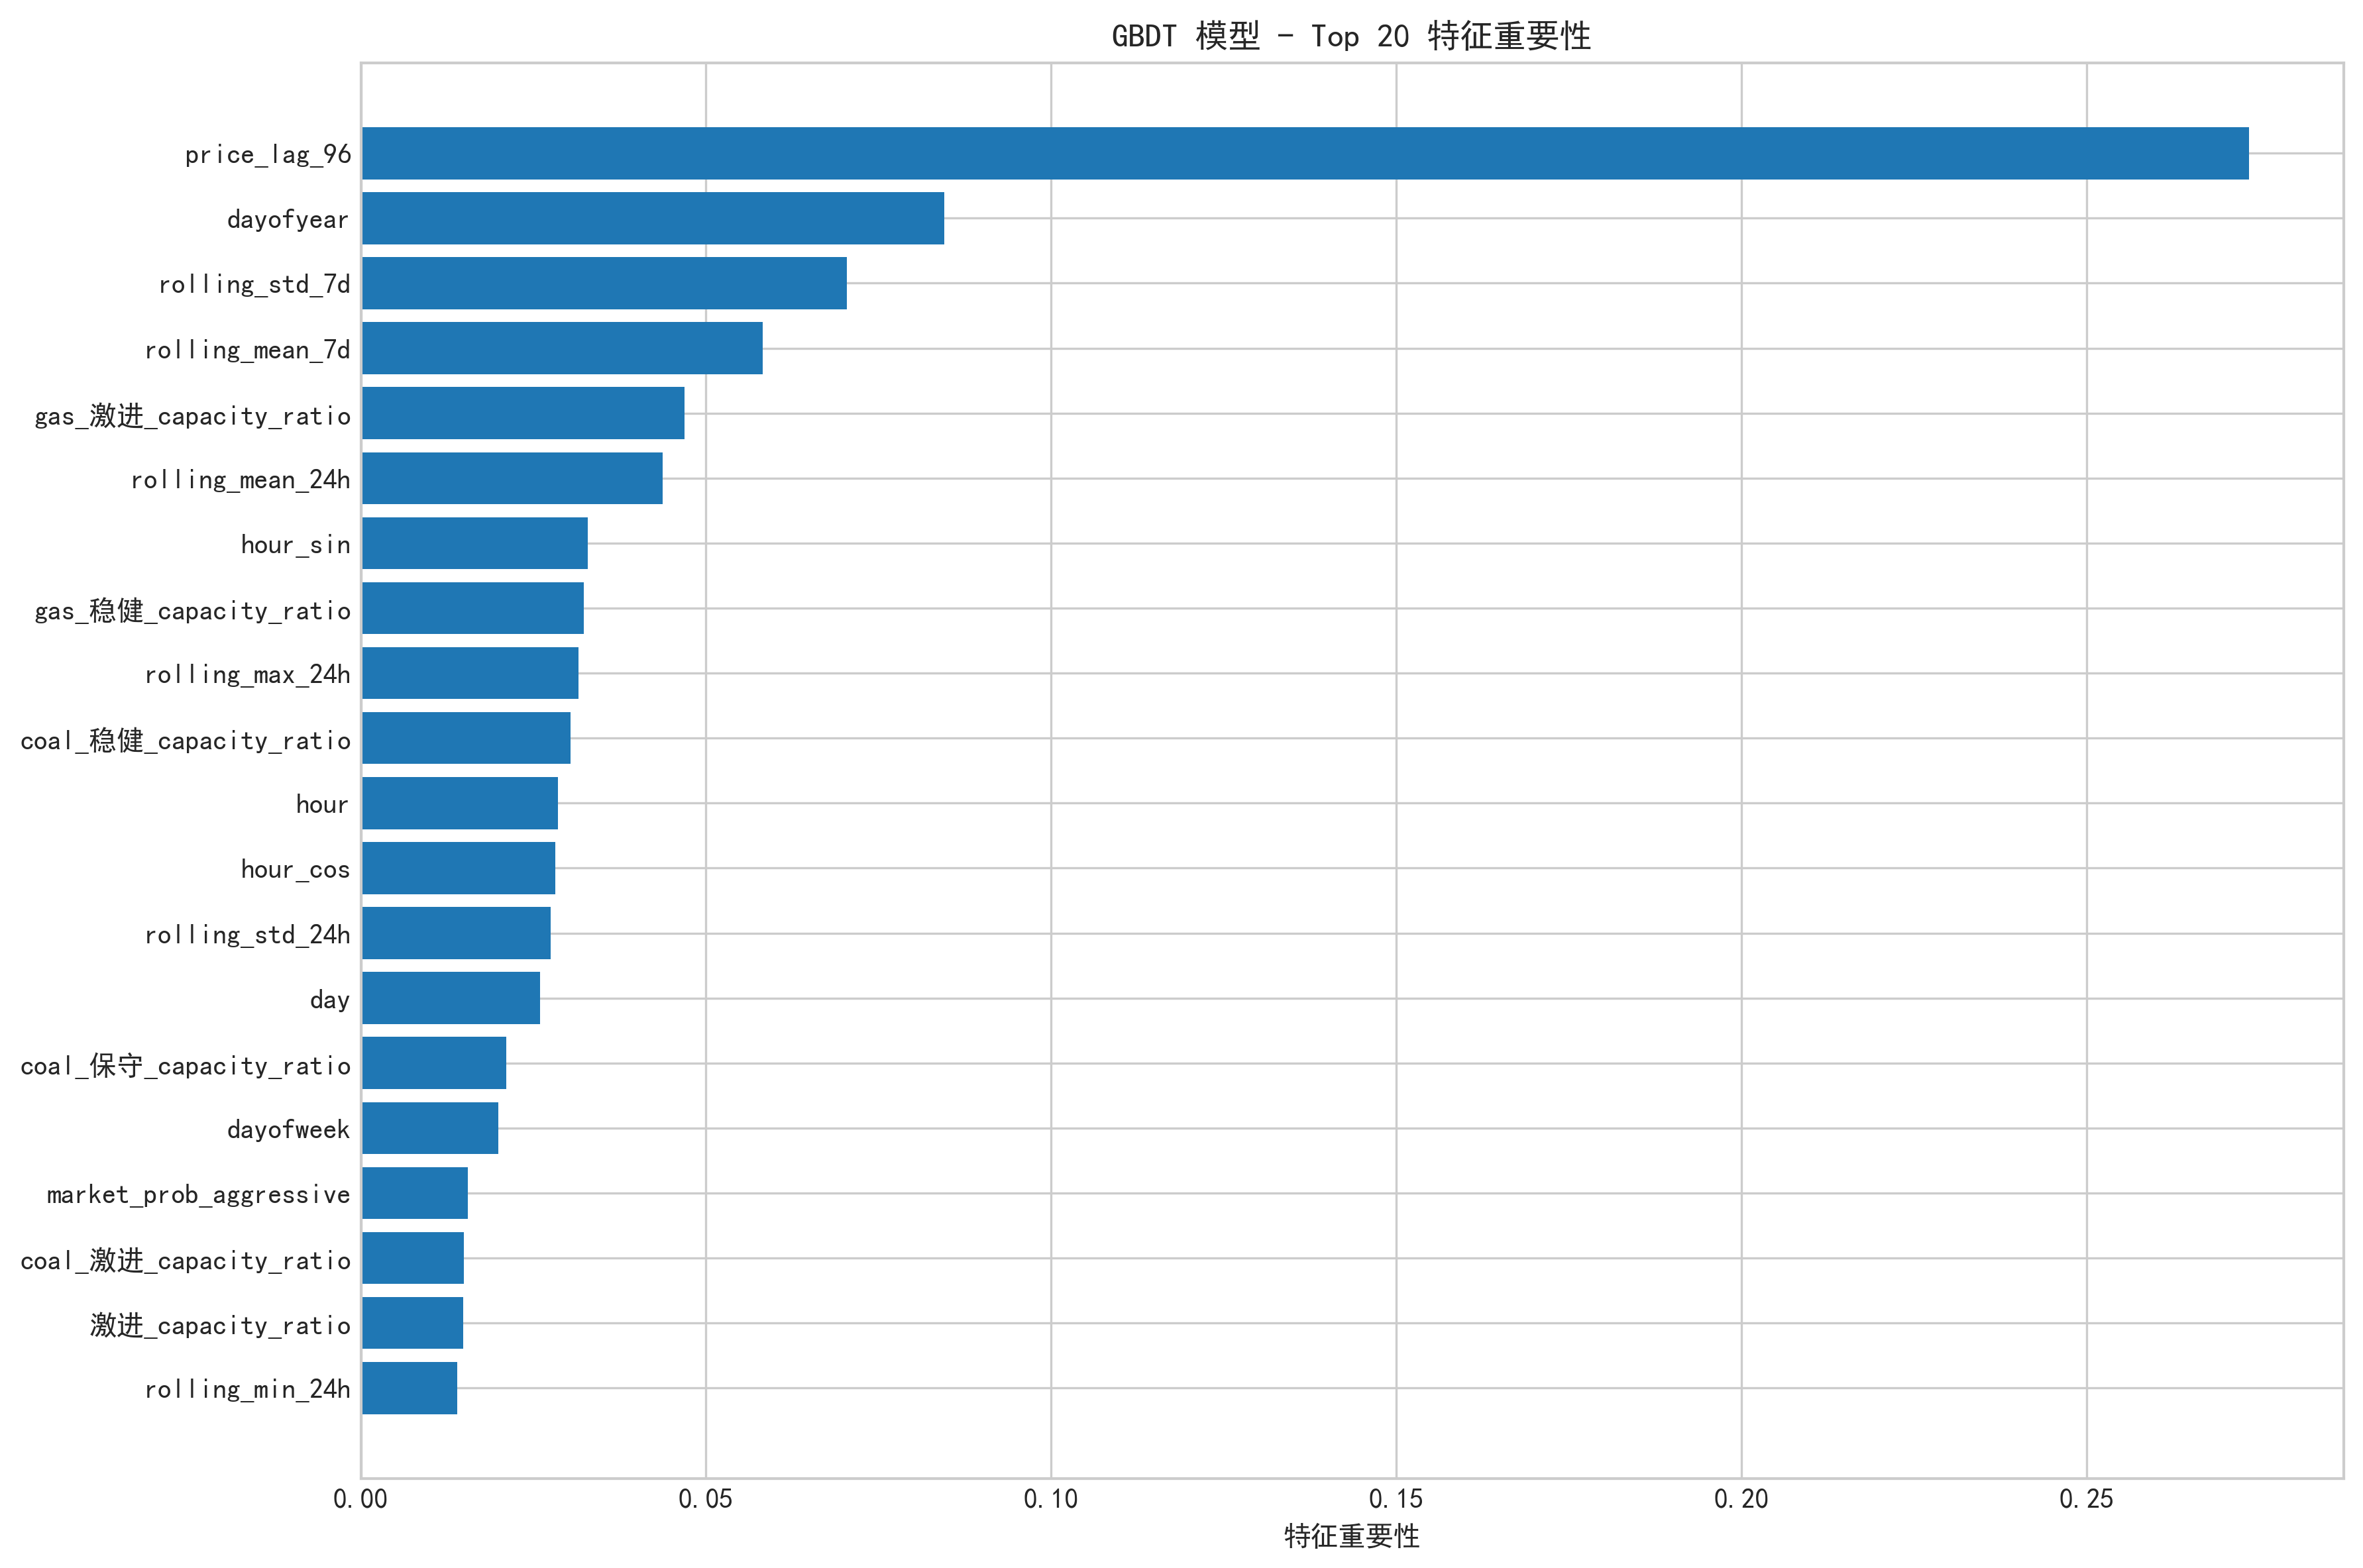 GBDT 模型 - Top 20 特征重要性
price_lag_96
dayofyear
rolling_std_7d
rolling_mean_7d
gas_激进_capacity_ratio
rolling_mean_24h
hour_sin
gas_稳健_capacity_ratio
rolling_max_24h
coal_稳健_capacity_ratio
hour
hour_cos
rolling_std_24h
day
coal_保守_capacity_ratio
dayofweek
market_prob_aggressive
coal_激进_capacity_ratio
激进_capacity_ratio
rolling_min_24h
0.00 0.05 0.10 0.15 0.20 0.25
特征重要性